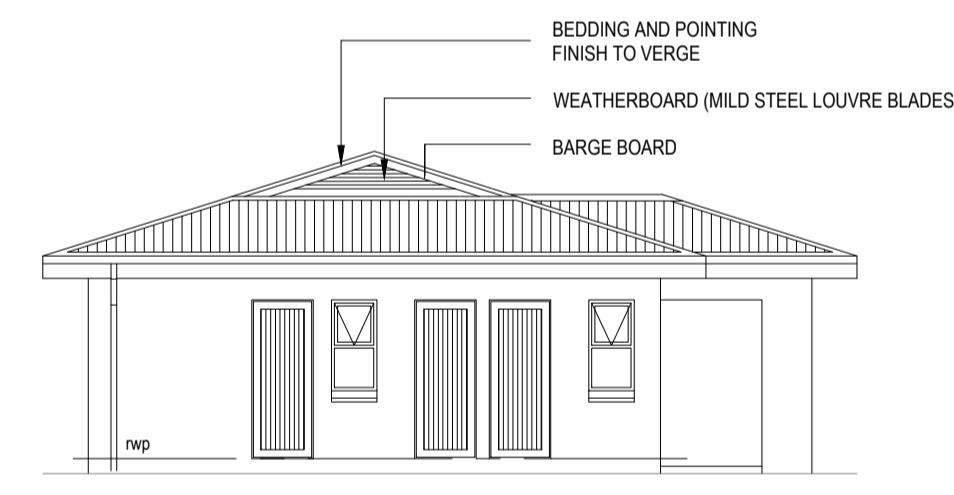 BEDDING AND POINTING
FINISH TO VERGE
WEATHERBOARD (MILD STEEL LOUVRE BLADES
BARGE BOARD
rwp